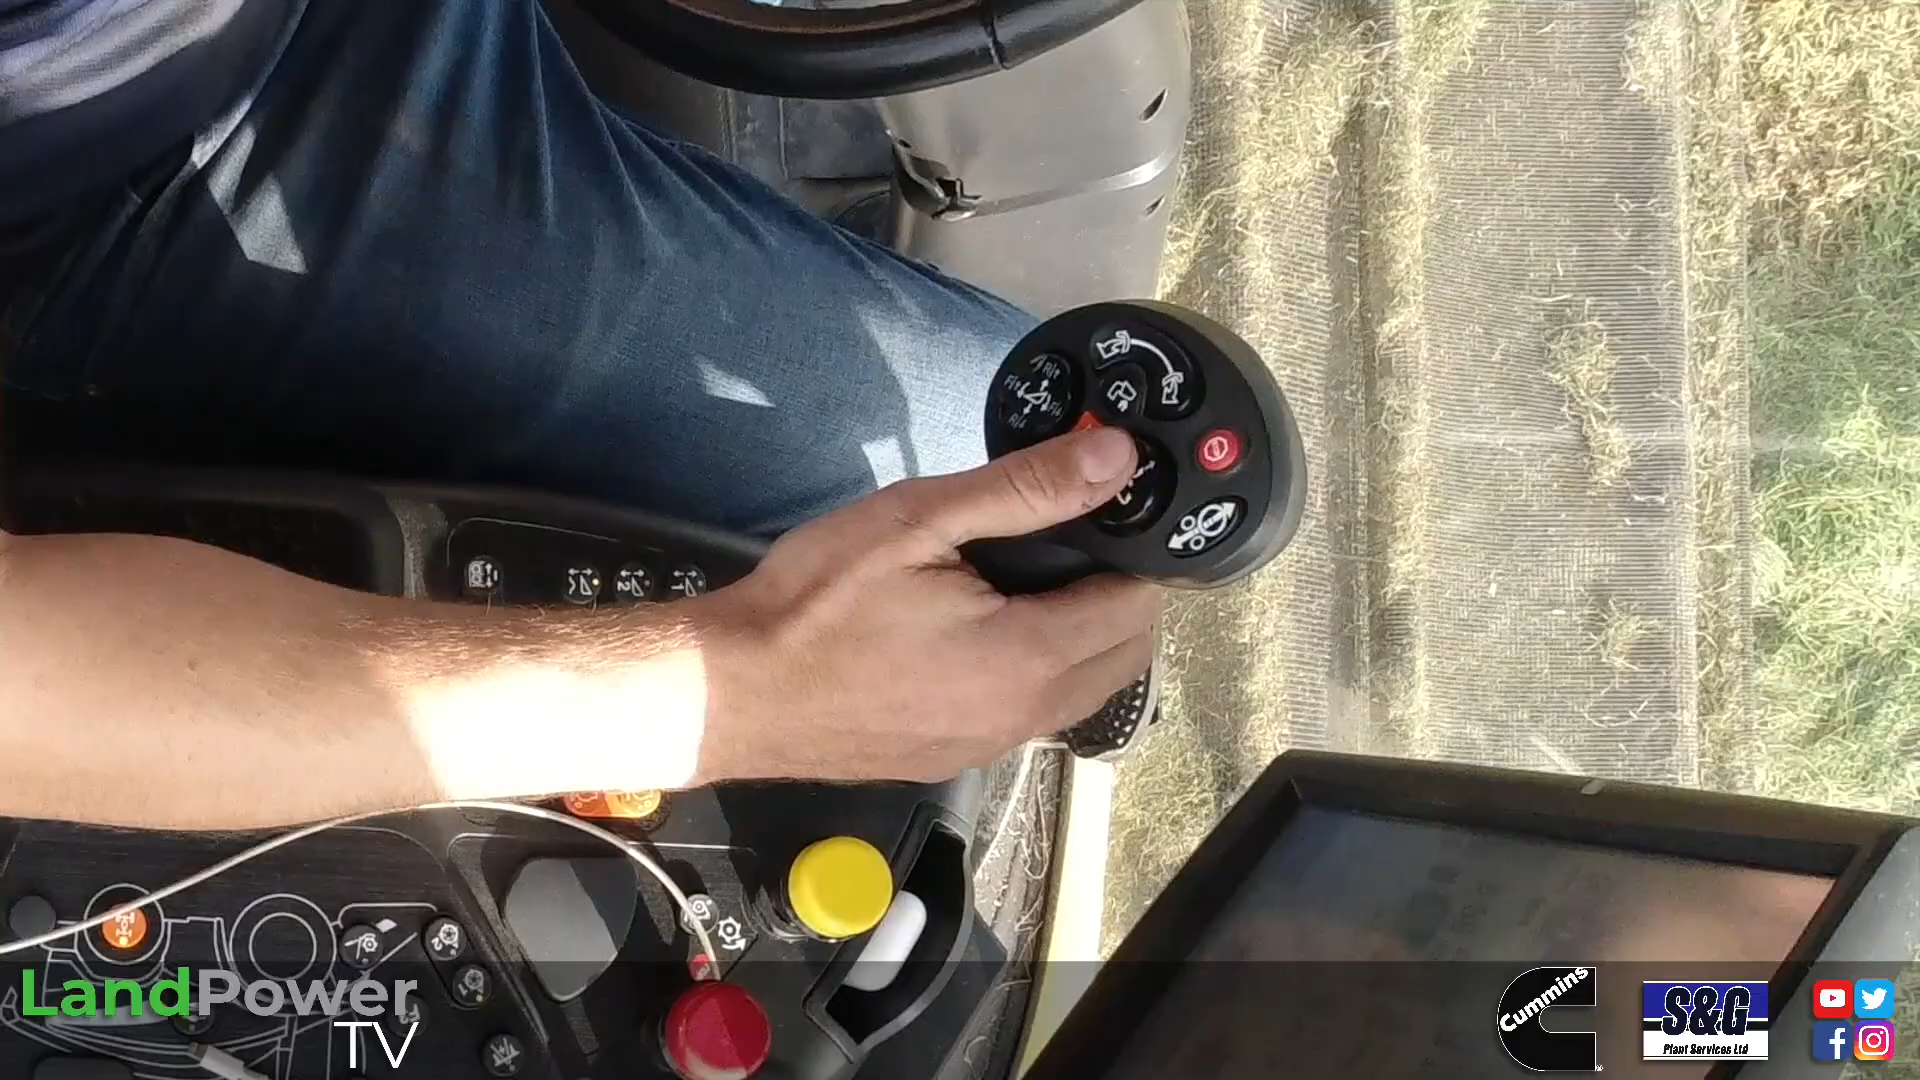 R/↑
F/↑
F/↓
R/↓
LandPower
TV
Cummins
S&G
Plant Services Ltd